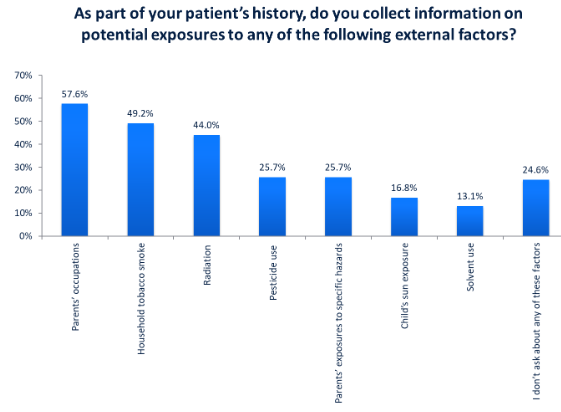 As part of your patient's history, do you collect information on
potential exposures to any of the following external factors?
70%
60%
50%
40%
30%
20%
10%
0%
57.6%
49.2%
44.0%
25.7%
25.7%
16.8%
13.1%
24.6%
Parents' occupations
Household tobacco smoke
Radiation
Pesticide use
Parents' exposures to specific hazards
Child's sun exposure
Solvent use
I don't ask about any of these factors